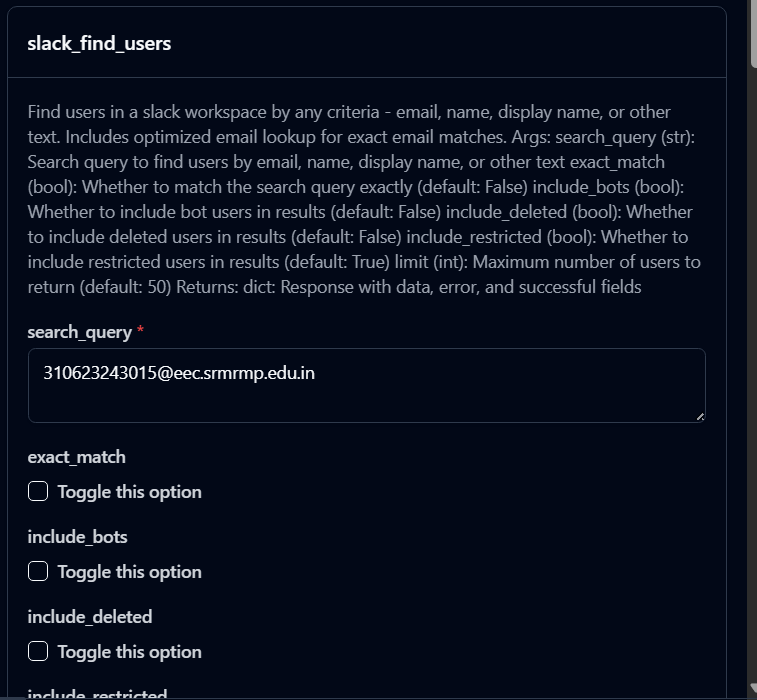 slack_find_users
Find users in a slack workspace by any criteria - email, name, display name, or other
text. Includes optimized email lookup for exact email matches. Args: search_query (str):
Search query to find users by email, name, display name, or other text exact_match
(bool): Whether to match the search query exactly (default: False) include_bots (bool):
Whether to include bot users in results (default: False) include_deleted (bool): Whether
to include deleted users in results (default: False) include_restricted (bool): Whether to
include restricted users in results (default: True) limit (int): Maximum number of users to
return (default: 50) Returns: dict: Response with data, error, and successful fields
search_query *
310623243015@eec.srmrmp.edu.in
exact_match
Toggle this option
include_bots
Toggle this option
include_deleted
Toggle this option
include_restricted